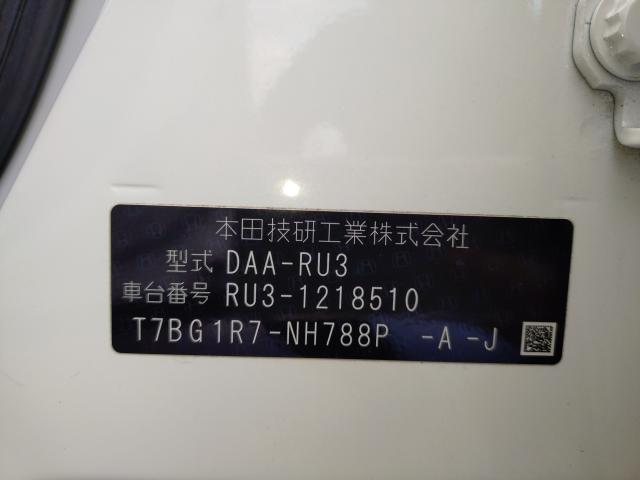 本田技研工業株式会社
型式 DAA-RU3
車台番号 RU3-1218510
T7BG1R7-NH788P -A -J